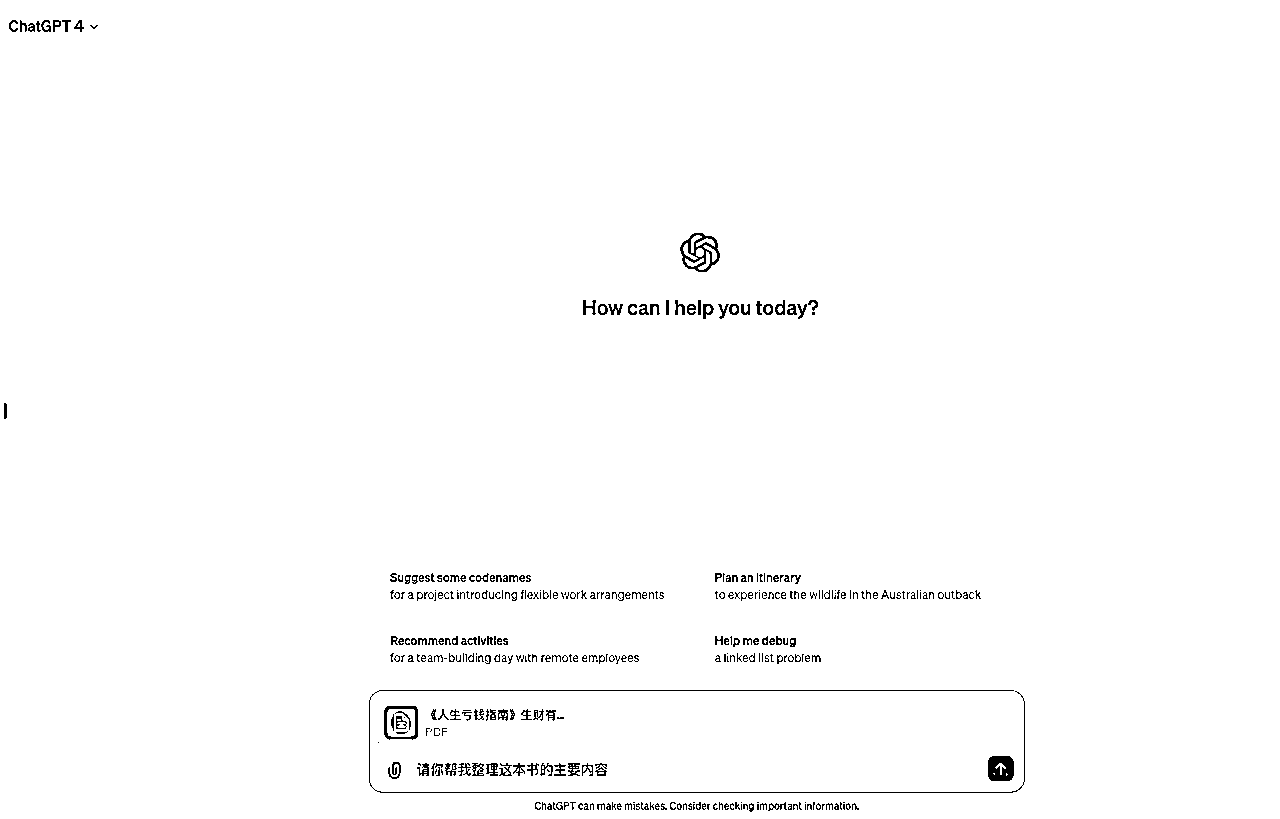 ChatGPT 4
How can I help you today?
Suggest some codenames
for a project introducing flexible work arrangements
Plan an itinerary
to experience the wildlife in the Australian outback
Recommend activities
for a team-building day with remote employees
Help me debug
a linked list problem
《人生亏钱指南》生财有...
PDF
请你帮我整理这本书的主要内容
ChatGPT can make mistakes. Consider checking important information.